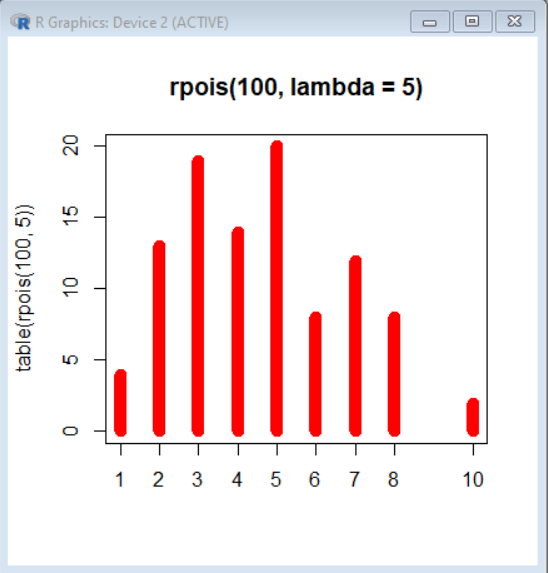 R Graphics: Device 2 (ACTIVE)
rpois(100, lambda = 5)
table(rpois(100, 5))
20
15
10
5
0
1 2 3 4 5 6 7 8 10